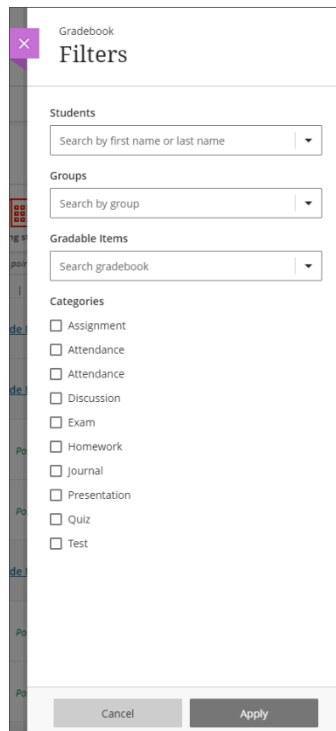 Gradebook
Filters
Students
Search by first name or last name
Groups
Search by group
Gradable Items
Search gradebook
Categories
Assignment
Attendance
Attendance
Discussion
Exam
Homework
Journal
Presentation
Quiz
Test
Cancel
Apply